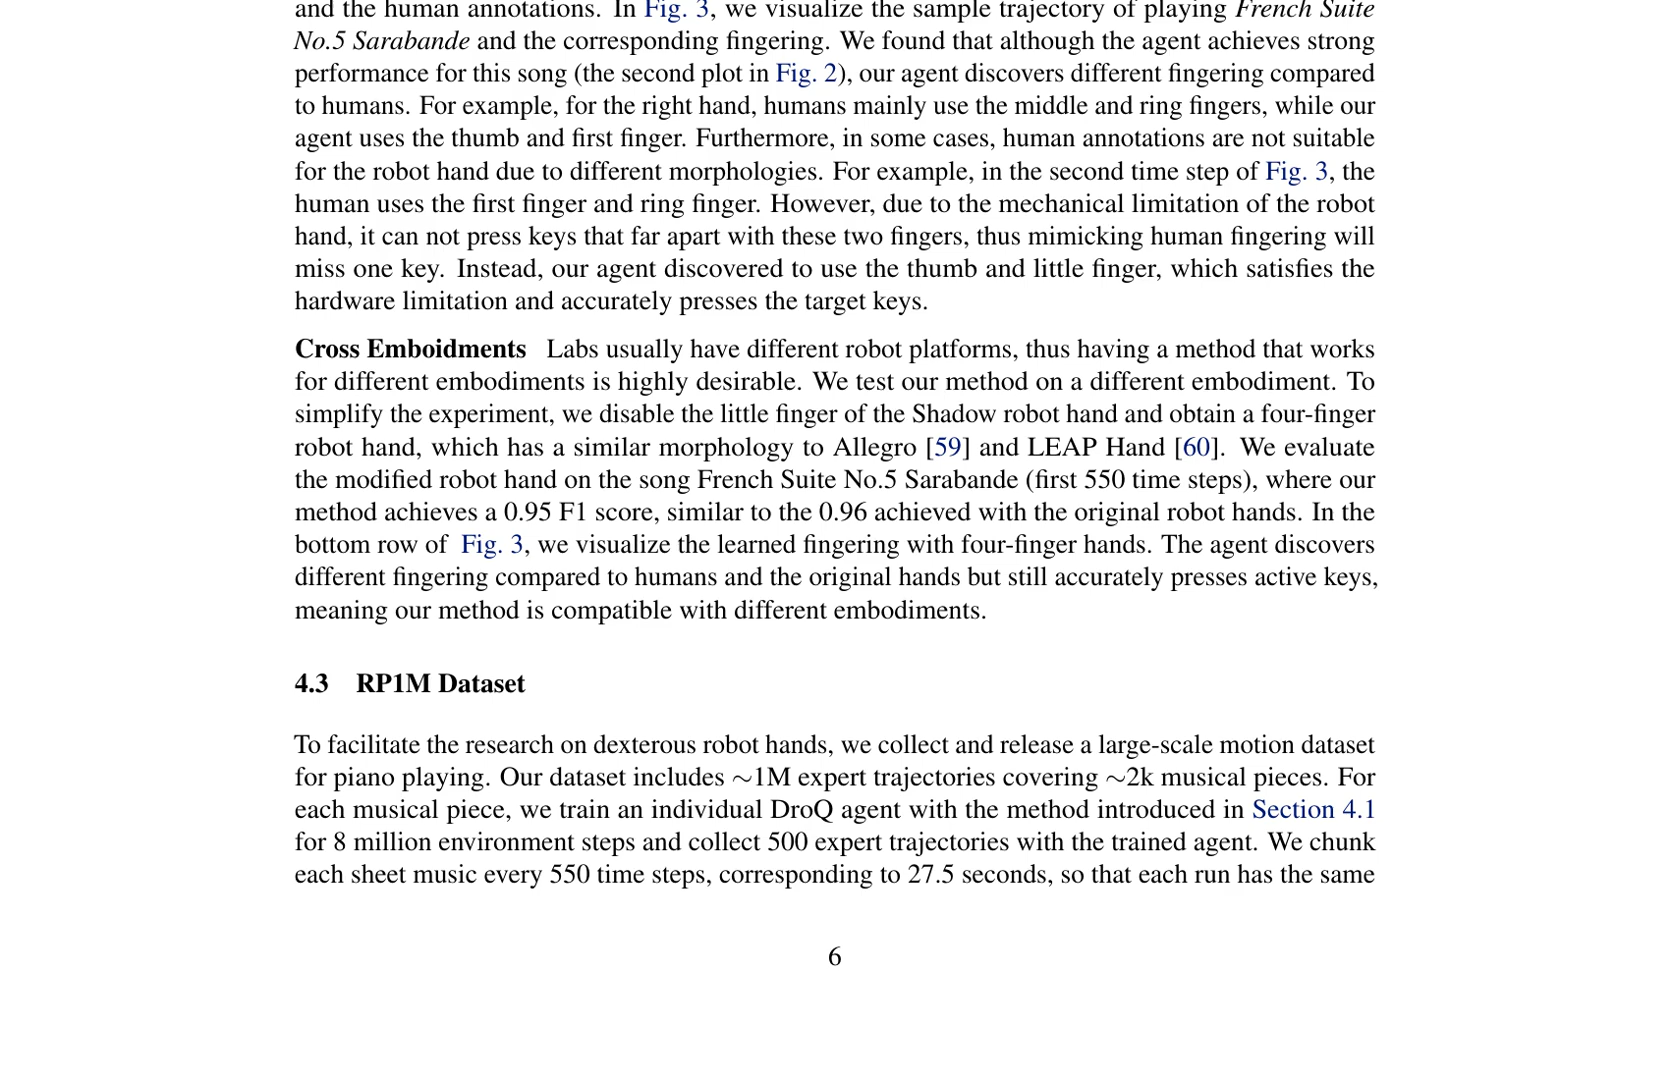 and the human annotations. In Fig. 3, we visualize the sample trajectory of playing French Suite
No.5 Sarabande and the corresponding fingering. We found that although the agent achieves strong
performance for this song (the second plot in Fig. 2), our agent discovers different fingering compared
to humans. For example, for the right hand, humans mainly use the middle and ring fingers, while our
agent uses the thumb and first finger. Furthermore, in some cases, human annotations are not suitable
for the robot hand due to different morphologies. For example, in the second time step of Fig. 3, the
human uses the first finger and ring finger. However, due to the mechanical limitation of the robot
hand, it can not press keys that far apart with these two fingers, thus mimicking human fingering will
miss one key. Instead, our agent discovered to use the thumb and little finger, which satisfies the
hardware limitation and accurately presses the target keys.
Cross Emboidments Labs usually have different robot platforms, thus having a method that works
for different embodiments is highly desirable. We test our method on a different embodiment. To
simplify the experiment, we disable the little finger of the Shadow robot hand and obtain a four-finger
robot hand, which has a similar morphology to Allegro [59] and LEAP Hand [60]. We evaluate
the modified robot hand on the song French Suite No.5 Sarabande (first 550 time steps), where our
method achieves a 0.95 F1 score, similar to the 0.96 achieved with the original robot hands. In the
bottom row of Fig. 3, we visualize the learned fingering with four-finger hands. The agent discovers
different fingering compared to humans and the original hands but still accurately presses active keys,
meaning our method is compatible with different embodiments.
4.3 RP1M Dataset
To facilitate the research on dexterous robot hands, we collect and release a large-scale motion dataset
for piano playing. Our dataset includes ∼1M expert trajectories covering ∼2k musical pieces. For
each musical piece, we train an individual DroQ agent with the method introduced in Section 4.1
for 8 million environment steps and collect 500 expert trajectories with the trained agent. We chunk
each sheet music every 550 time steps, corresponding to 27.5 seconds, so that each run has the same
6